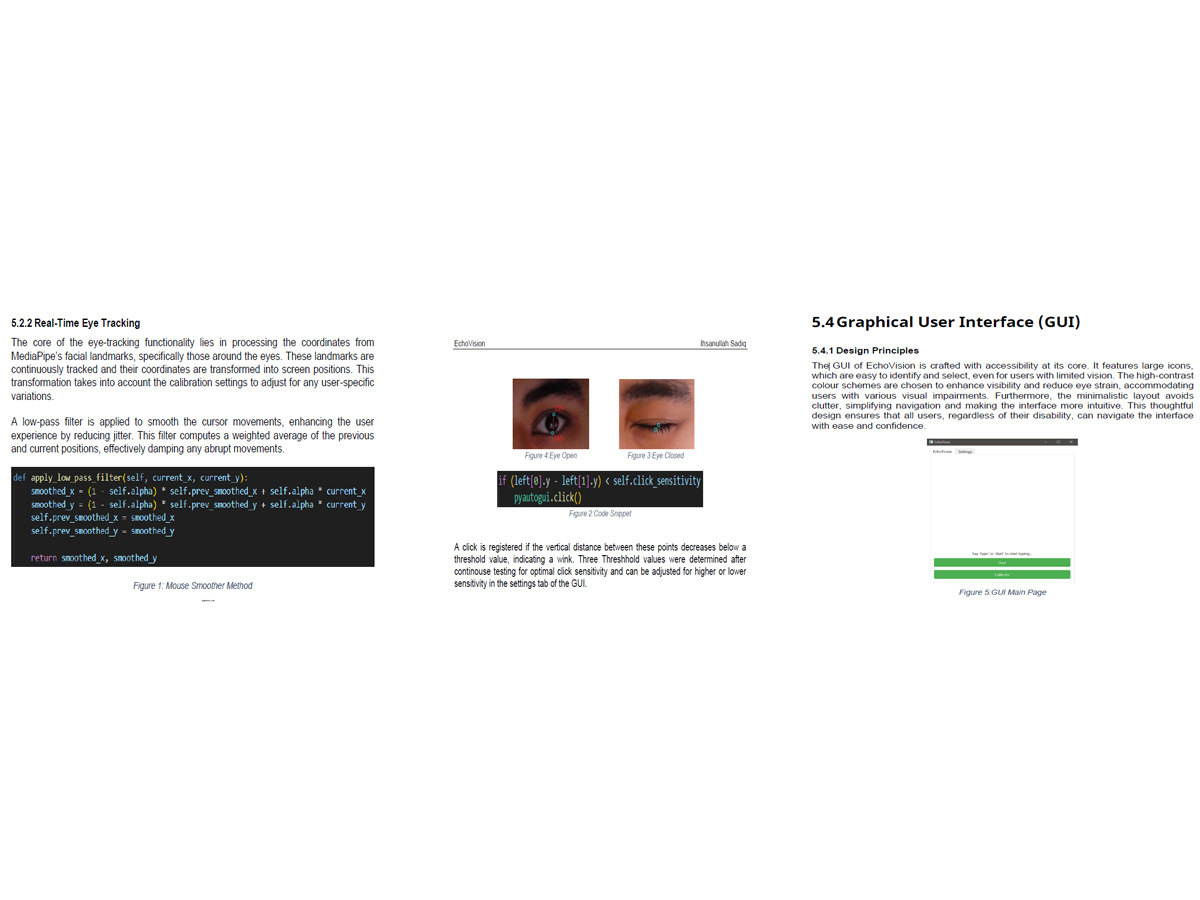 5.2.2 Real-Time Eye Tracking
The core of the eye-tracking functionality lies in processing the coordinates from
MediaPipe's facial landmarks, specifically those around the eyes. These landmarks are
continuously tracked and their coordinates are transformed into screen positions. This
transformation takes into account the calibration settings to adjust for any user-specific
variations.
A low-pass filter is applied to smooth the cursor movements, enhancing the user
experience by reducing jitter. This filter computes a weighted average of the previous
and current positions, effectively damping any abrupt movements.
def apply_low_pass_filter(self, current_x, current_y):
smoothed_x = (1 - self.alpha) * self.prev_smoothed_x + self.alpha * current_x
smoothed_y = (1 - self.alpha) * self.prev_smoothed_y + self.alpha * current_y
self.prev_smoothed_x = smoothed_x
self.prev_smoothed_y = smoothed_y
return smoothed_x, smoothed_y
Figure 1: Mouse Smoother Method
EchoVision Ihsanullah Sadiq
Figure 4:Eye Open Figure 3:Eye Closed
if (left[0].y - left[1].y) < self.click_sensitivity
pyautogui.click()
Figure 2:Code Snippet
A click is registered if the vertical distance between these points decreases below a
threshold value, indicating a wink. Three Threshhold values were determined after
continouse testing for optimal click sensitivity and can be adjusted for higher or lower
sensitivity in the settings tab of the GUI.
5.4 Graphical User Interface (GUI)
5.4.1 Design Principles
The GUI of EchoVision is crafted with accessibility at its core. It features large icons,
which are easy to identify and select, even for users with limited vision. The high-contrast
colour schemes are chosen to enhance visibility and reduce eye strain, accommodating
users with various visual impairments. Furthermore, the minimalistic layout avoids
clutter, simplifying navigation and making the interface more intuitive. This thoughtful
design ensures that all users, regardless of their disability, can navigate the interface
with ease and confidence.
EchoVision
EchoVision Settings
Say 'type' or 'start' to start typing...
Start
Calibrate
Figure 5:GUI Main Page